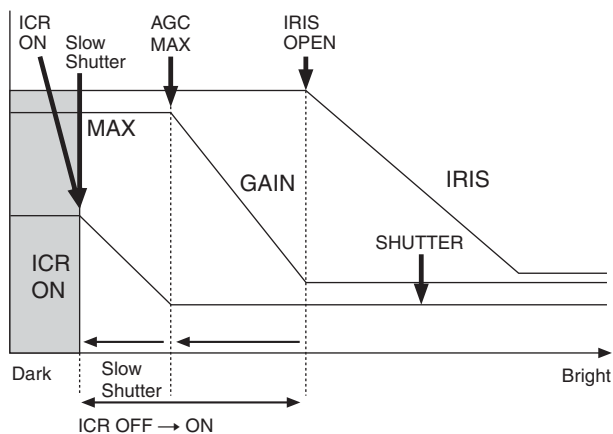 ICR
ON
Slow
Shutter
AGC
MAX
IRIS
OPEN
MAX
GAIN
IRIS
SHUTTER
ICR
ON
Dark
Slow
Shutter
Bright
ICR OFF → ON